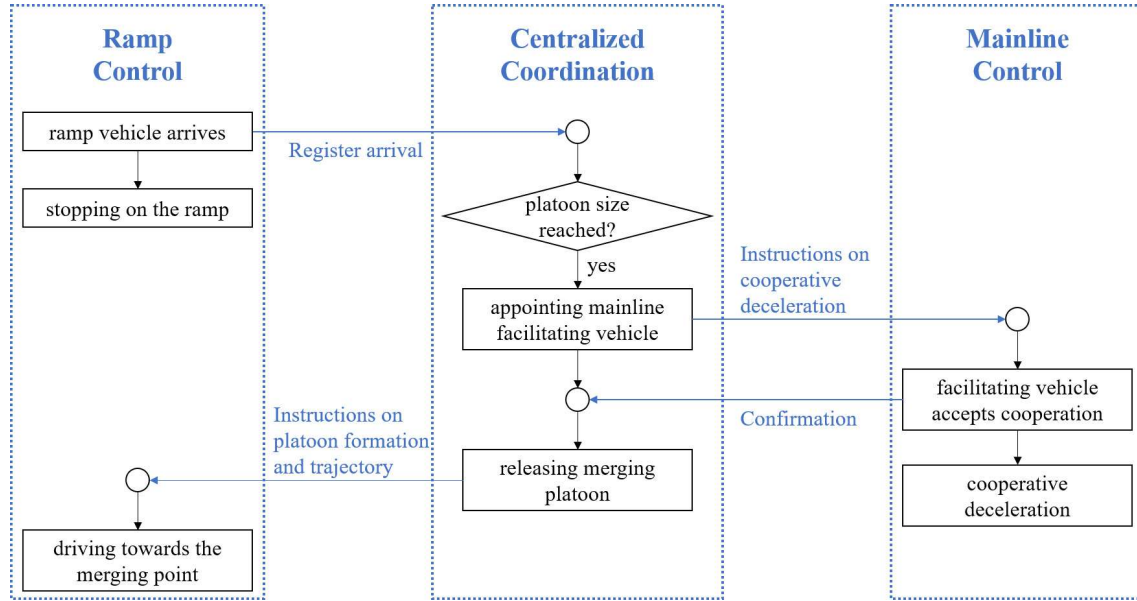 Ramp
Control
Centralized
Coordination
Mainline
Control
ramp vehicle arrives
Register arrival
stopping on the ramp
platoon size
reached?
yes
appointing mainline
facilitating vehicle
Instructions on
cooperative
deceleration
facilitating vehicle
accepts cooperation
Confirmation
cooperative
deceleration
releasing merging
platoon
Instructions on
platoon formation
and trajectory
driving towards the
merging point